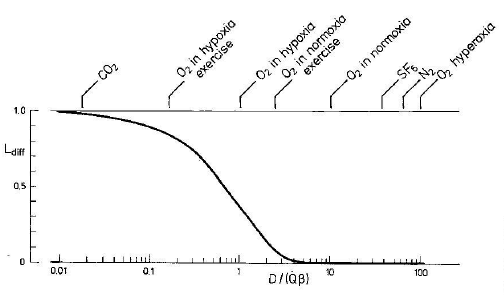 CO₂
O₂ in hypoxia
exercise
O₂ in hypoxia
O₂ in normoxia
exercise
O₂ in normoxia
SF₆
N₂
O₂ hyperoxia
1.0
Ldiff
0.5
0
0.01
0.1
1
10
100
D/(Qβ)